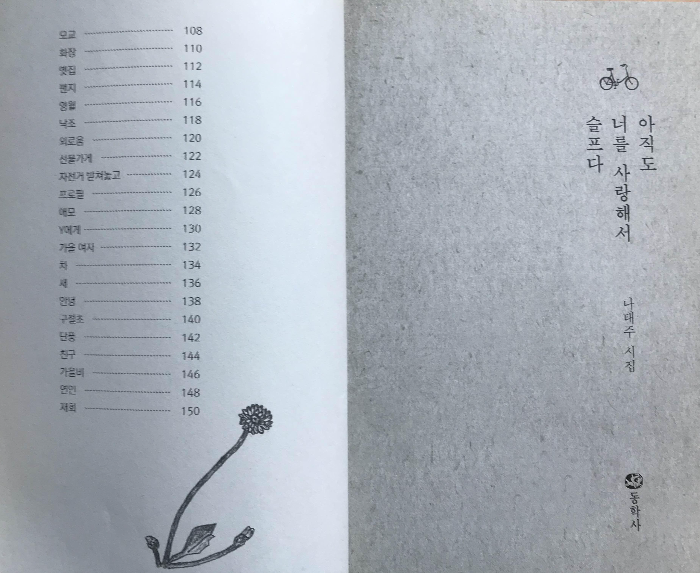 모교 108
화장 110
옛집 112
편지 114
영월 116
낙조 118
외로움 120
선물가게 122
자전거 받쳐놓고 124
프로필 126
애모 128
Y에게 130
가을 여자 132
차 134
새 136
안녕 138
구절초 140
단풍 142
친구 144
가을비 146
연인 148
재회 150
아직도
너를 사랑해서
슬프다
나태주 시집
동학사